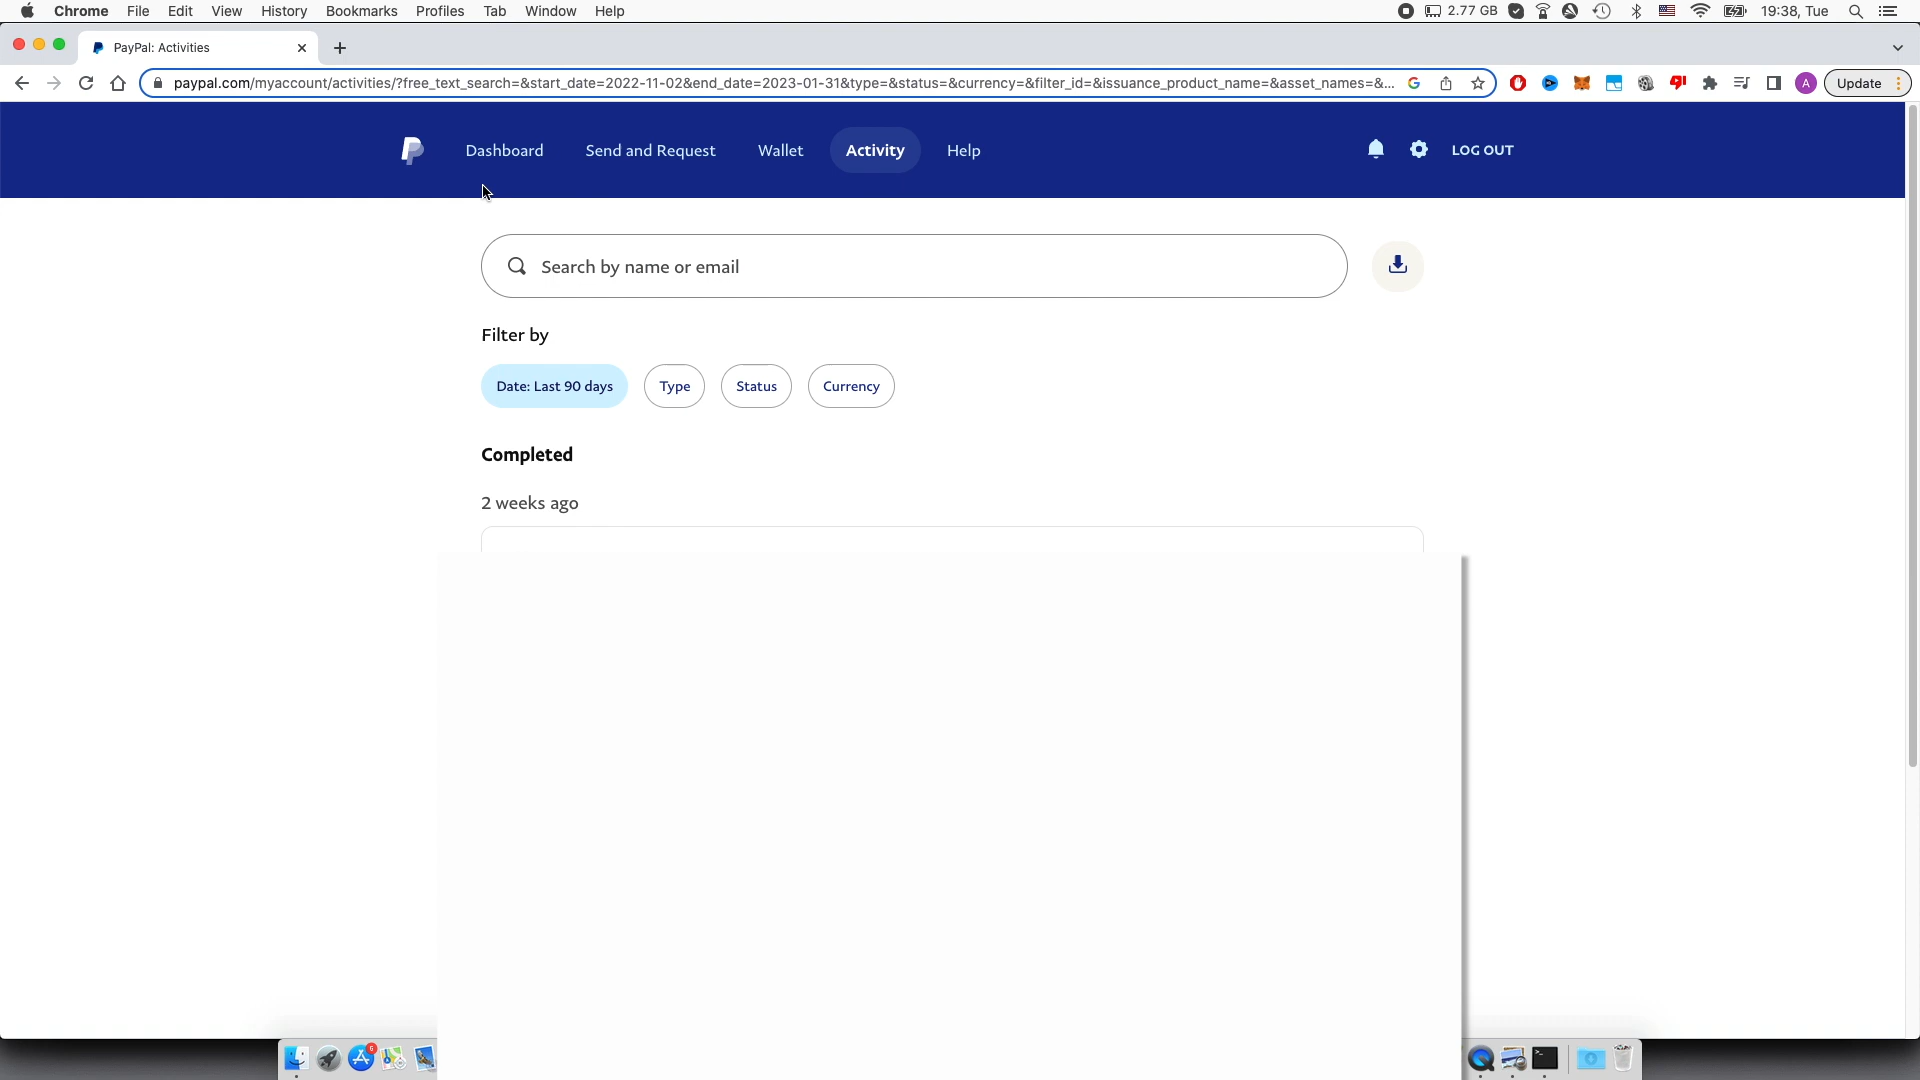 Chrome File Edit View History Bookmarks Profiles Tab Window Help 2.77 GB 19:38, Tue
PayPal: Activities
paypal.com/myaccount/activities/?free_text_search=&start_date=2022-11-02&end_date=2023-01-31&type=&status=&currency=&filter_id=&issuance_product_name=&asset_names=&... A Update
Dashboard Send and Request Wallet Activity Help LOG OUT
Search by name or email
Filter by
Date: Last 90 days Type Status Currency
Completed
2 weeks ago